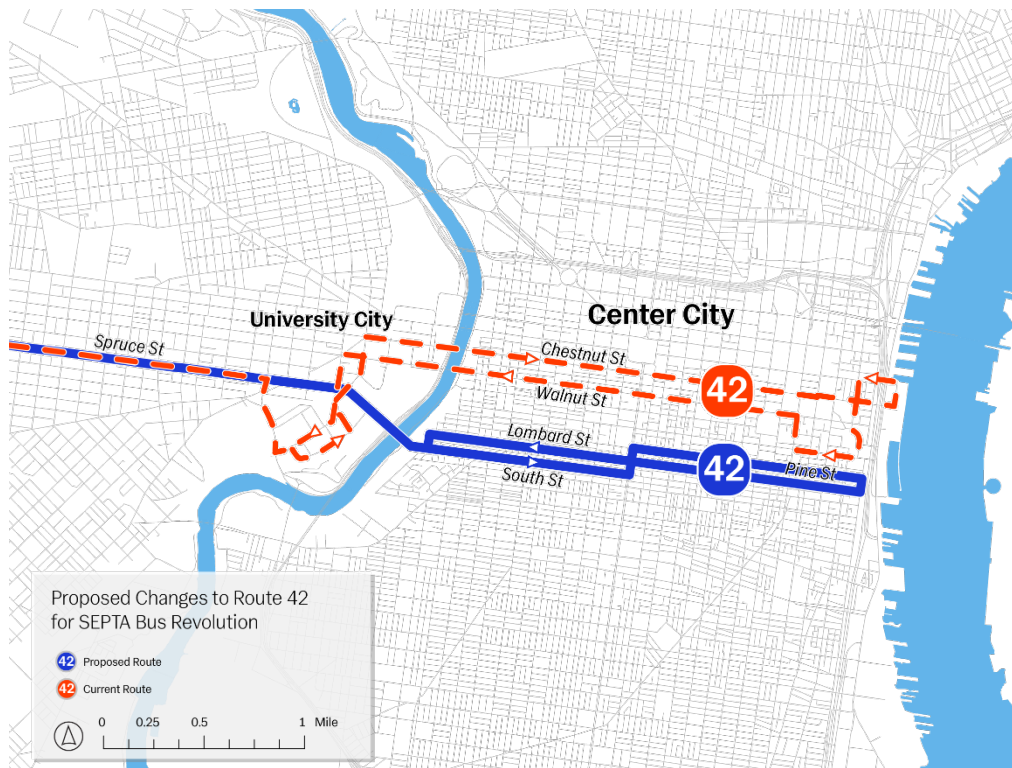 University City
Center City
Spruce St
Chestnut St
Walnut St
42
Lombard St
South St
42
Pine St
Proposed Changes to Route 42
for SEPTA Bus Revolution
42 Proposed Route
42 Current Route
0 0.25 0.5 1 Mile